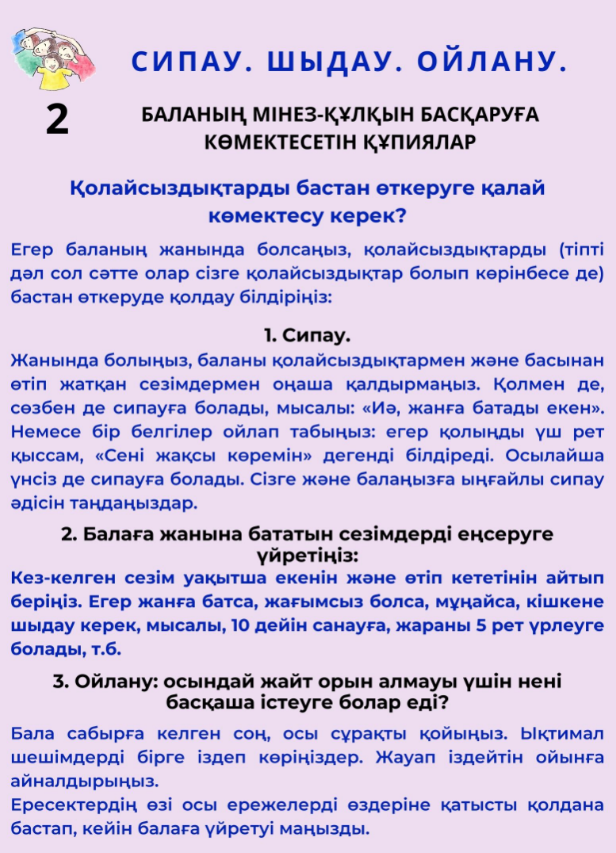 СИПАУ. ШЫДАУ. ОЙЛАНУ.
2
БАЛАНЫҢ МІНЕЗ-ҚҰЛҚЫН БАСҚАРУҒА
КӨМЕКТЕСЕТІН ҚҰПИЯЛАР
Қолайсыздықтарды бастан өткеруге қалай
көмектесу керек?
Егер баланың жанында болсаңыз, қолайсыздықтарды (тіпті
дәл сол сәтте олар сізге қолайсыздықтар болып көрінбесе де)
бастан өткеруде қолдау білдіріңіз:
1. Сипау.
Жанында болыңыз, баланы қолайсыздықтармен және басынан
өтіп жатқан сезімдермен оңаша қалдырмаңыз. Қолмен де,
сөзбен де сипауға болады, мысалы: «Иә, жанға батады екен».
Немесе бір белгілер ойлап табыңыз: егер қолыңды үш рет
қыссам, «Сені жақсы көремін» дегенді білдіреді. Осылайша
үнсіз де сипауға болады. Сізге және балаңызға ыңғайлы сипау
әдісін таңдаңыздар.
2. Балаға жанына бататын сезімдерді еңсеруге
үйретіңіз:
Кез-келген сезім уақытша екенін және өтіп кететінін айтып
беріңіз. Егер жанға батса, жағымсыз болса, мұңайса, кішкене
шыдау керек, мысалы, 10 дейін санауға, жараны 5 рет үрлеуге
болады, т.б.
3. Ойлану: осындай жайт орын алмауы үшін нені
басқаша істеуге болар еді?
Бала сабырға келген соң, осы сұрақты қойыңыз. Ықтимал
шешімдерді бірге іздеп көріңіздер. Жауап іздейтін ойынға
айналдырыңыз.
Ересектердің өзі осы ережелерді өздеріне қатысты қолдана
бастап, кейін балаға үйретуі маңызды.